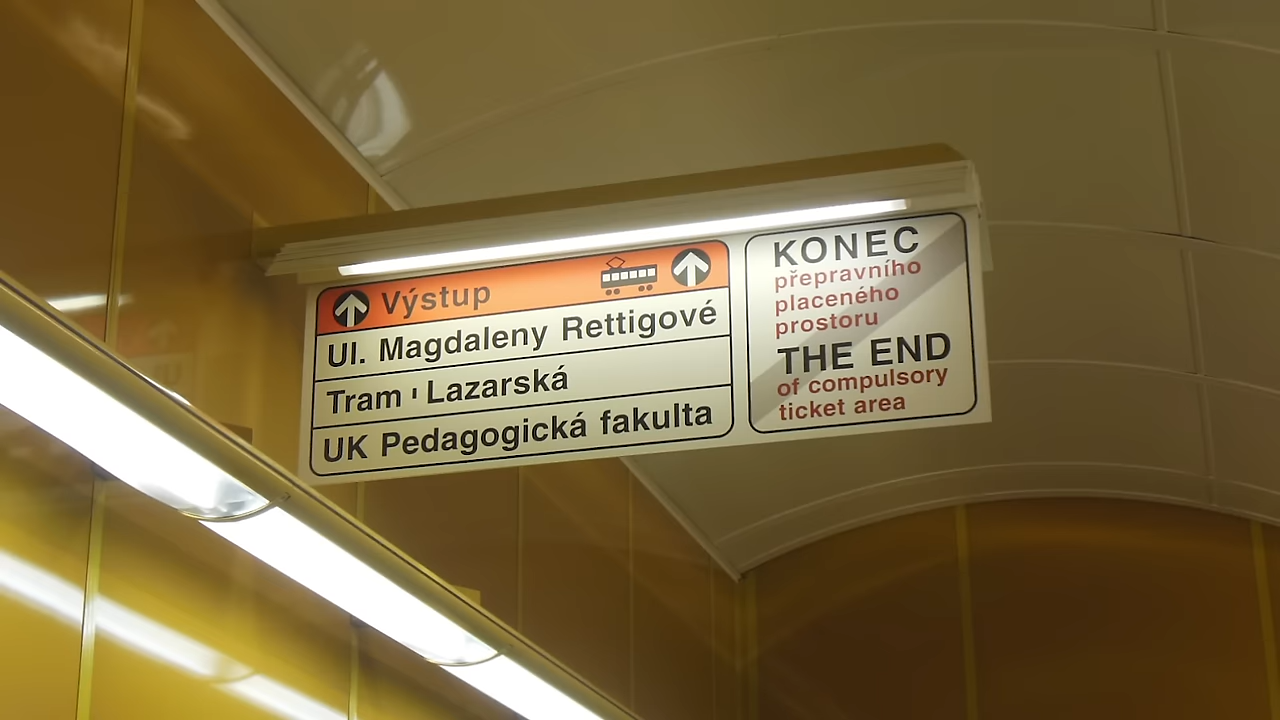 Výstup
Ul. Magdaleny Rettigové
Tram Lazarská
UK Pedagogická fakulta
KONEC
přepravního
placeného
prostoru
THE END
of compulsory
ticket area